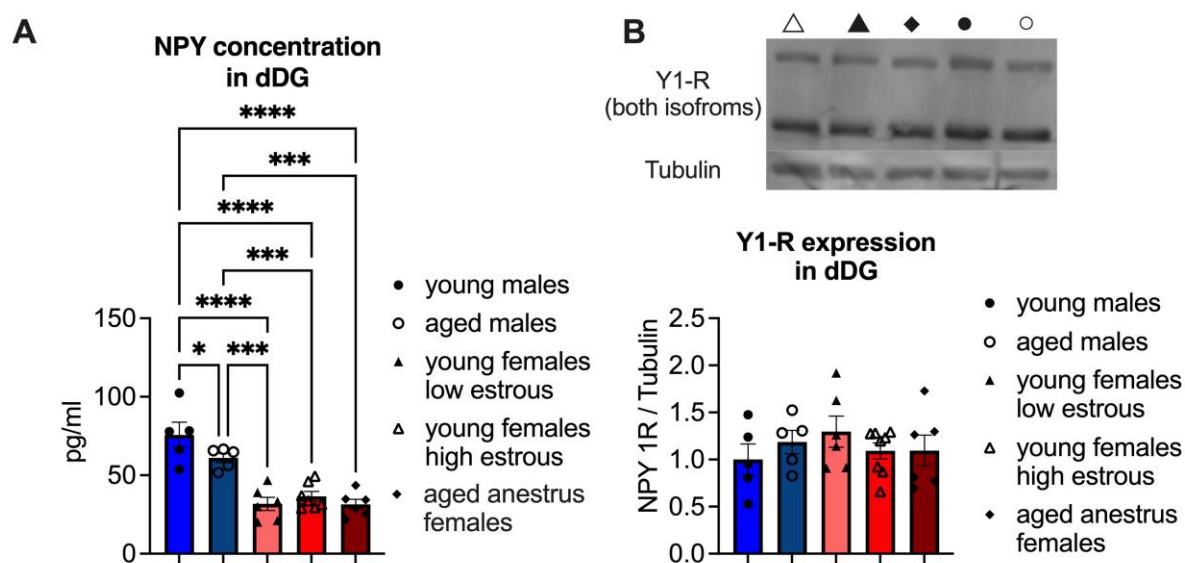 A
NPY concentration
in dDG
****
***
****
***
****
* ***
150
100
50
0
pg/ml
young males
aged males
young females
low estrous
young females
high estrous
aged anestrus
females
B
Y1-R
(both isofroms)
Tubulin
Y1-R expression
in dDG
2.5
2.0
1.5
1.0
0.5
0.0
NPY 1R / Tubulin
young males
aged males
young females
low estrous
young females
high estrous
aged anestrus
females